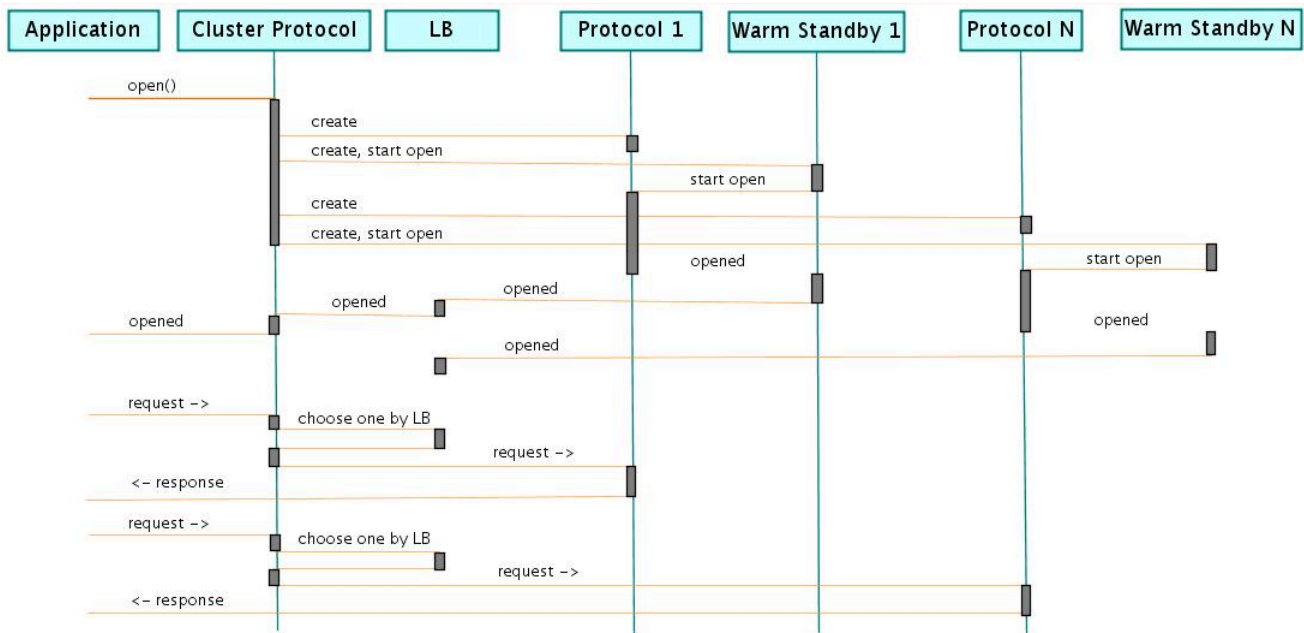 Application
Cluster Protocol
LB
Protocol 1
Warm Standby 1
Protocol N
Warm Standby N
open()
create
create, start open
start open
create
create, start open
start open
opened
opened
opened
opened
opened
opened
request ->
choose one by LB
request ->
<- response
request ->
choose one by LB
request ->
<- response